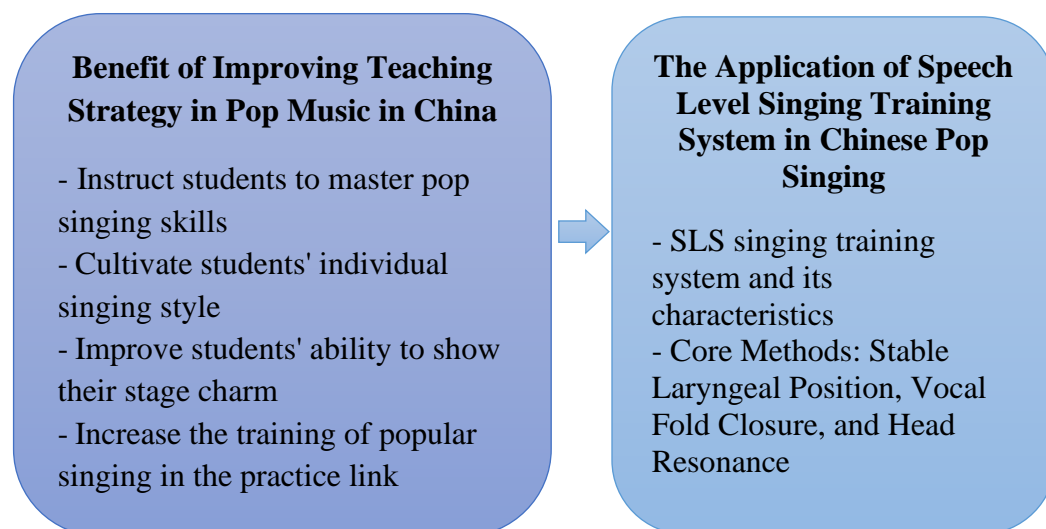 Benefit of Improving Teaching
Strategy in Pop Music in China
- Instruct students to master pop
singing skills
- Cultivate students' individual
singing style
- Improve students' ability to show
their stage charm
- Increase the training of popular
singing in the practice link
The Application of Speech
Level Singing Training
System in Chinese Pop
Singing
- SLS singing training
system and its
characteristics
- Core Methods: Stable
Laryngeal Position, Vocal
Fold Closure, and Head
Resonance